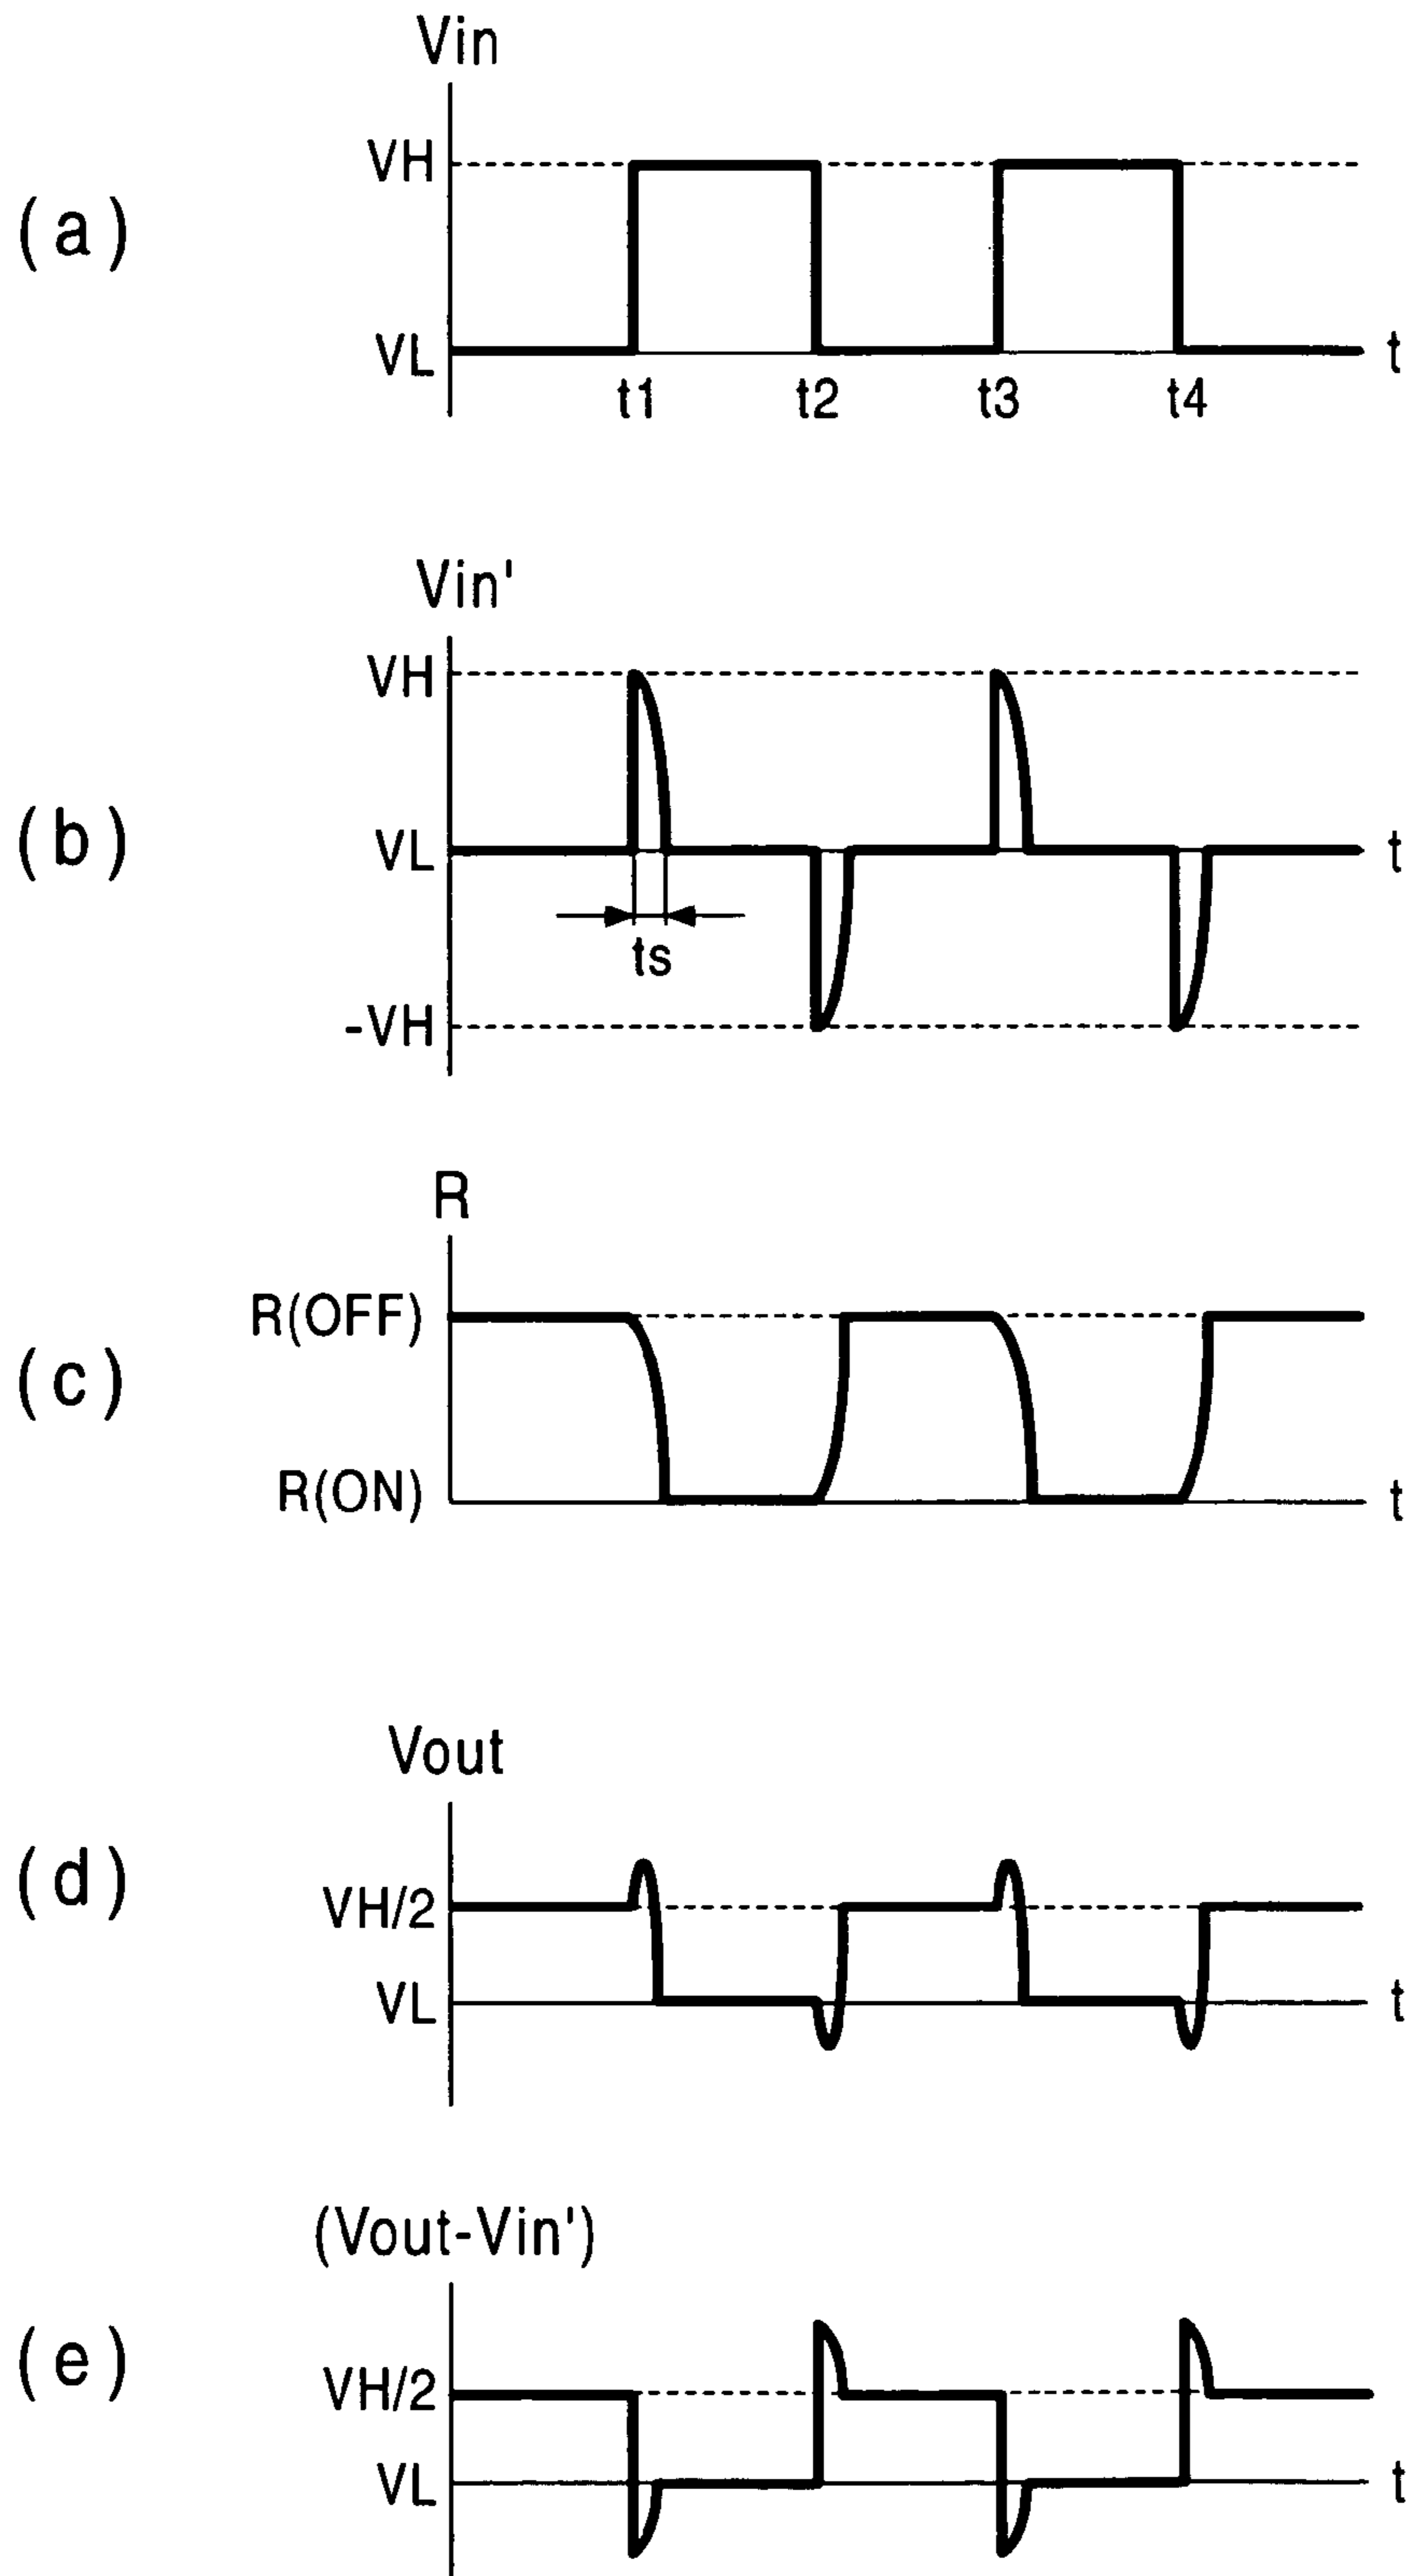 Vin
VH
(a)
VL
t
t1 t2 t3 t4
Vin'
VH
(b)
VL
t
ts
-VH
R
R(OFF)
(c)
R(ON)
t
Vout
(d)
VH/2
VL
t
(Vout-Vin')
(e)
VH/2
VL
t